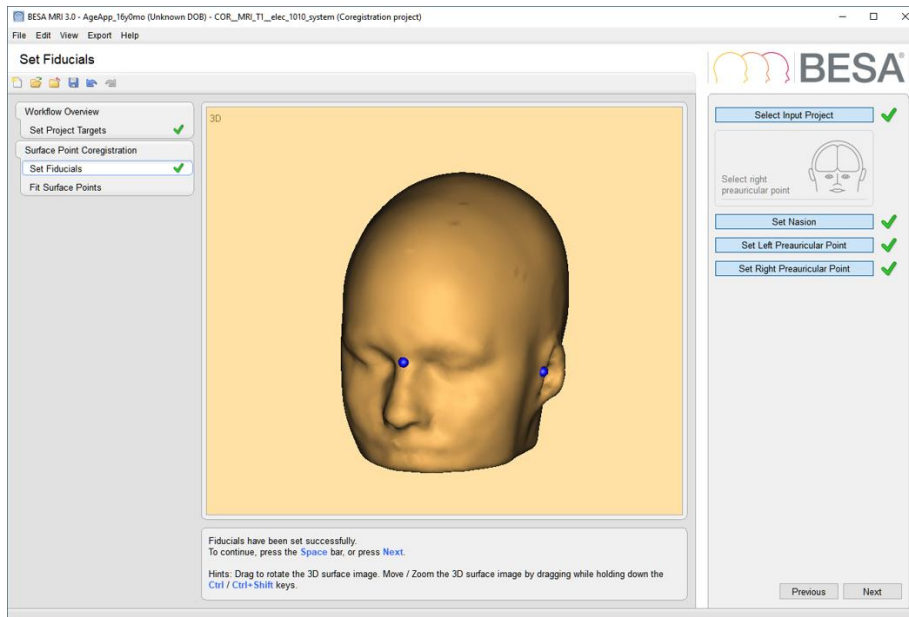 BESA MRI 3.0 - AgeApp_16y0mo (Unknown DOB) - COR__MRI_T1__elec_1010_system (Coregistration project)
File Edit View Export Help
Set Fiducials
BESA
Workflow Overview
Set Project Targets
Surface Point Coregistration
Set Fiducials
Fit Surface Points
3D
Select Input Project
Select right
preauricular point
Set Nasion
Set Left Preauricular Point
Set Right Preauricular Point
Fiducials have been set successfully.
To continue, press the Space bar, or press Next.
Hints: Drag to rotate the 3D surface image. Move / Zoom the 3D surface image by dragging while holding down the
Ctrl / Ctrl+Shift keys.
Previous Next